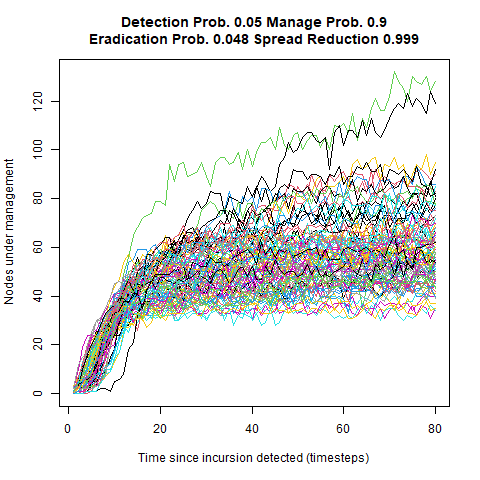 Detection Prob. 0.05 Manage Prob. 0.9
Eradication Prob. 0.048 Spread Reduction 0.999
Nodes under management
120
100
80
60
40
20
0
0 20 40 60 80
Time since incursion detected (timesteps)